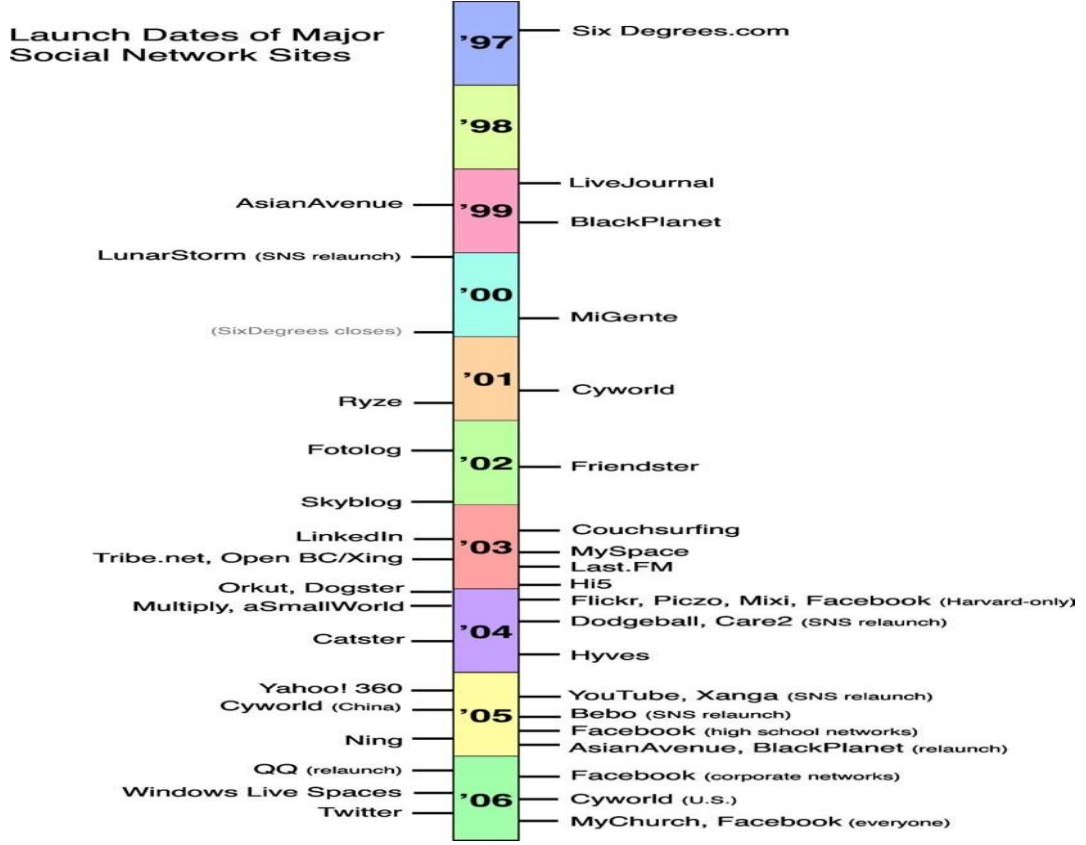 Launch Dates of Major
Social Network Sites
'97
Six Degrees.com
'98
'99
LiveJournal
AsianAvenue
BlackPlanet
LunarStorm (SNS relaunch)
'00
MiGente
(SixDegrees closes)
'01
Cyworld
Ryze
Fotolog
'02
Friendster
Skyblog
Couchsurfing
LinkedIn
'03
MySpace
Tribe.net, Open BC/Xing
Last.FM
Hi5
Orkut, Dogster
Flickr, Piczo, Mixi, Facebook (Harvard-only)
Multiply, aSmallWorld
Dodgeball, Care2 (SNS relaunch)
'04
Catster
Hyves
Yahoo! 360
YouTube, Xanga (SNS relaunch)
Cyworld (China)
'05
Bebo (SNS relaunch)
Facebook (high school networks)
Ning
AsianAvenue, BlackPlanet (relaunch)
QQ (relaunch)
Facebook (corporate networks)
Windows Live Spaces
'06
Cyworld (U.S.)
Twitter
MyChurch, Facebook (everyone)